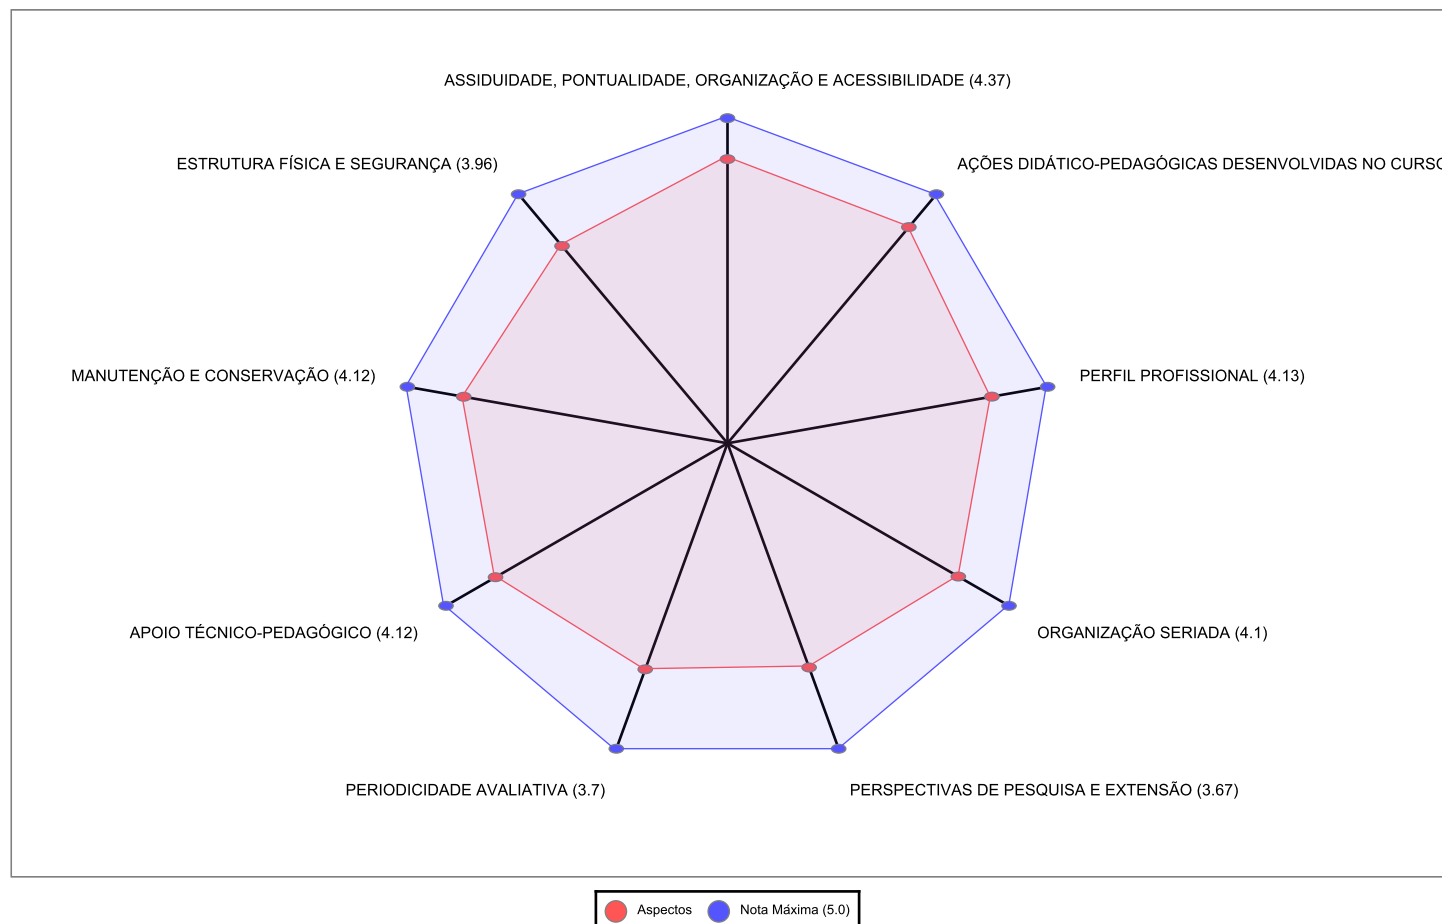 ASSIDUIDADE, PONTUALIDADE, ORGANIZAÇÃO E ACESSIBILIDADE (4.37)
ESTRUTURA FÍSICA E SEGURANÇA (3.96)
AÇÕES DIDÁTICO-PEDAGÓGICAS DESENVOLVIDAS NO CURSO
MANUTENÇÃO E CONSERVAÇÃO (4.12)
PERFIL PROFISSIONAL (4.13)
APOIO TÉCNICO-PEDAGÓGICO (4.12)
ORGANIZAÇÃO SERIADA (4.1)
PERIODICIDADE AVALIATIVA (3.7)
PERSPECTIVAS DE PESQUISA E EXTENSÃO (3.67)
Aspectos
Nota Máxima (5.0)